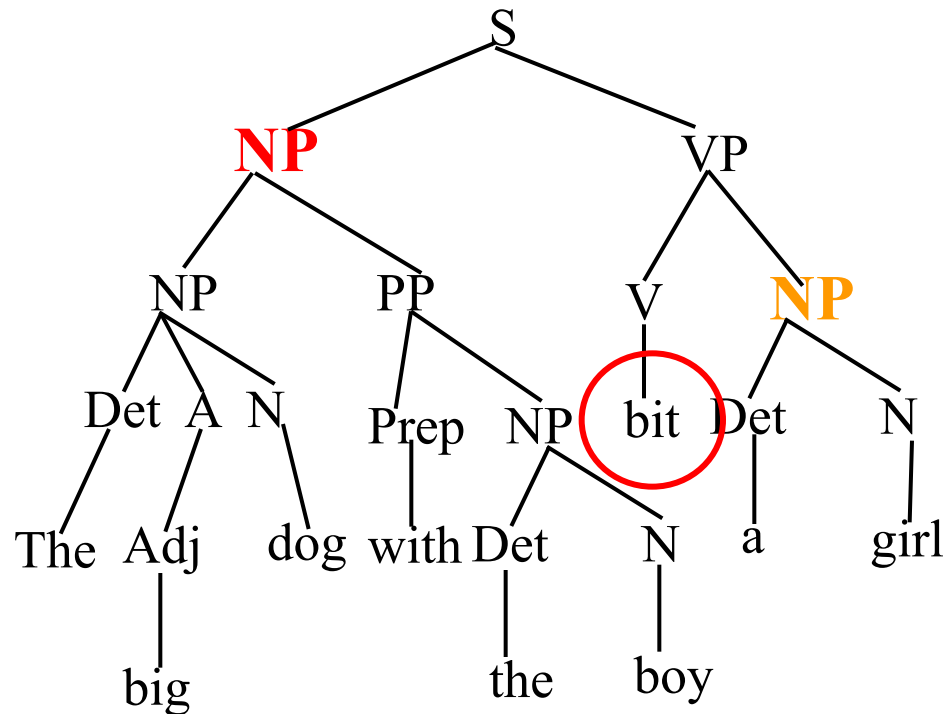 S
NP VP
NP PP V NP
Det A N Prep NP bit Det N
The Adj dog with Det N a girl
big the boy